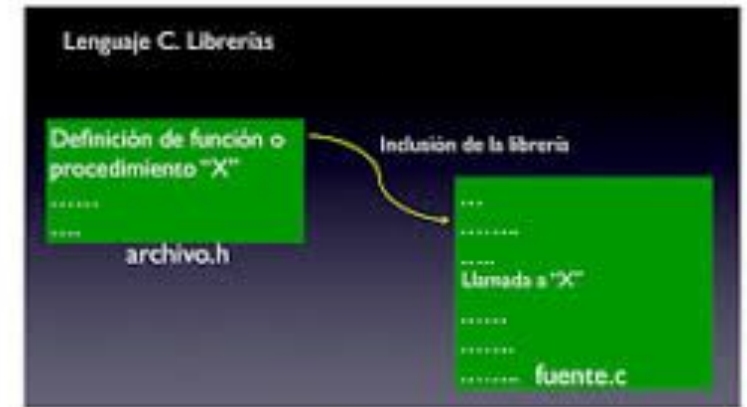 Lenguaje C. Librerías
Definición de función o
procedimiento "X"
......
....
archivo.h
Inclusión de la librería
...
........
.....
Llamada a "X"
......
.......
........ fuente.c